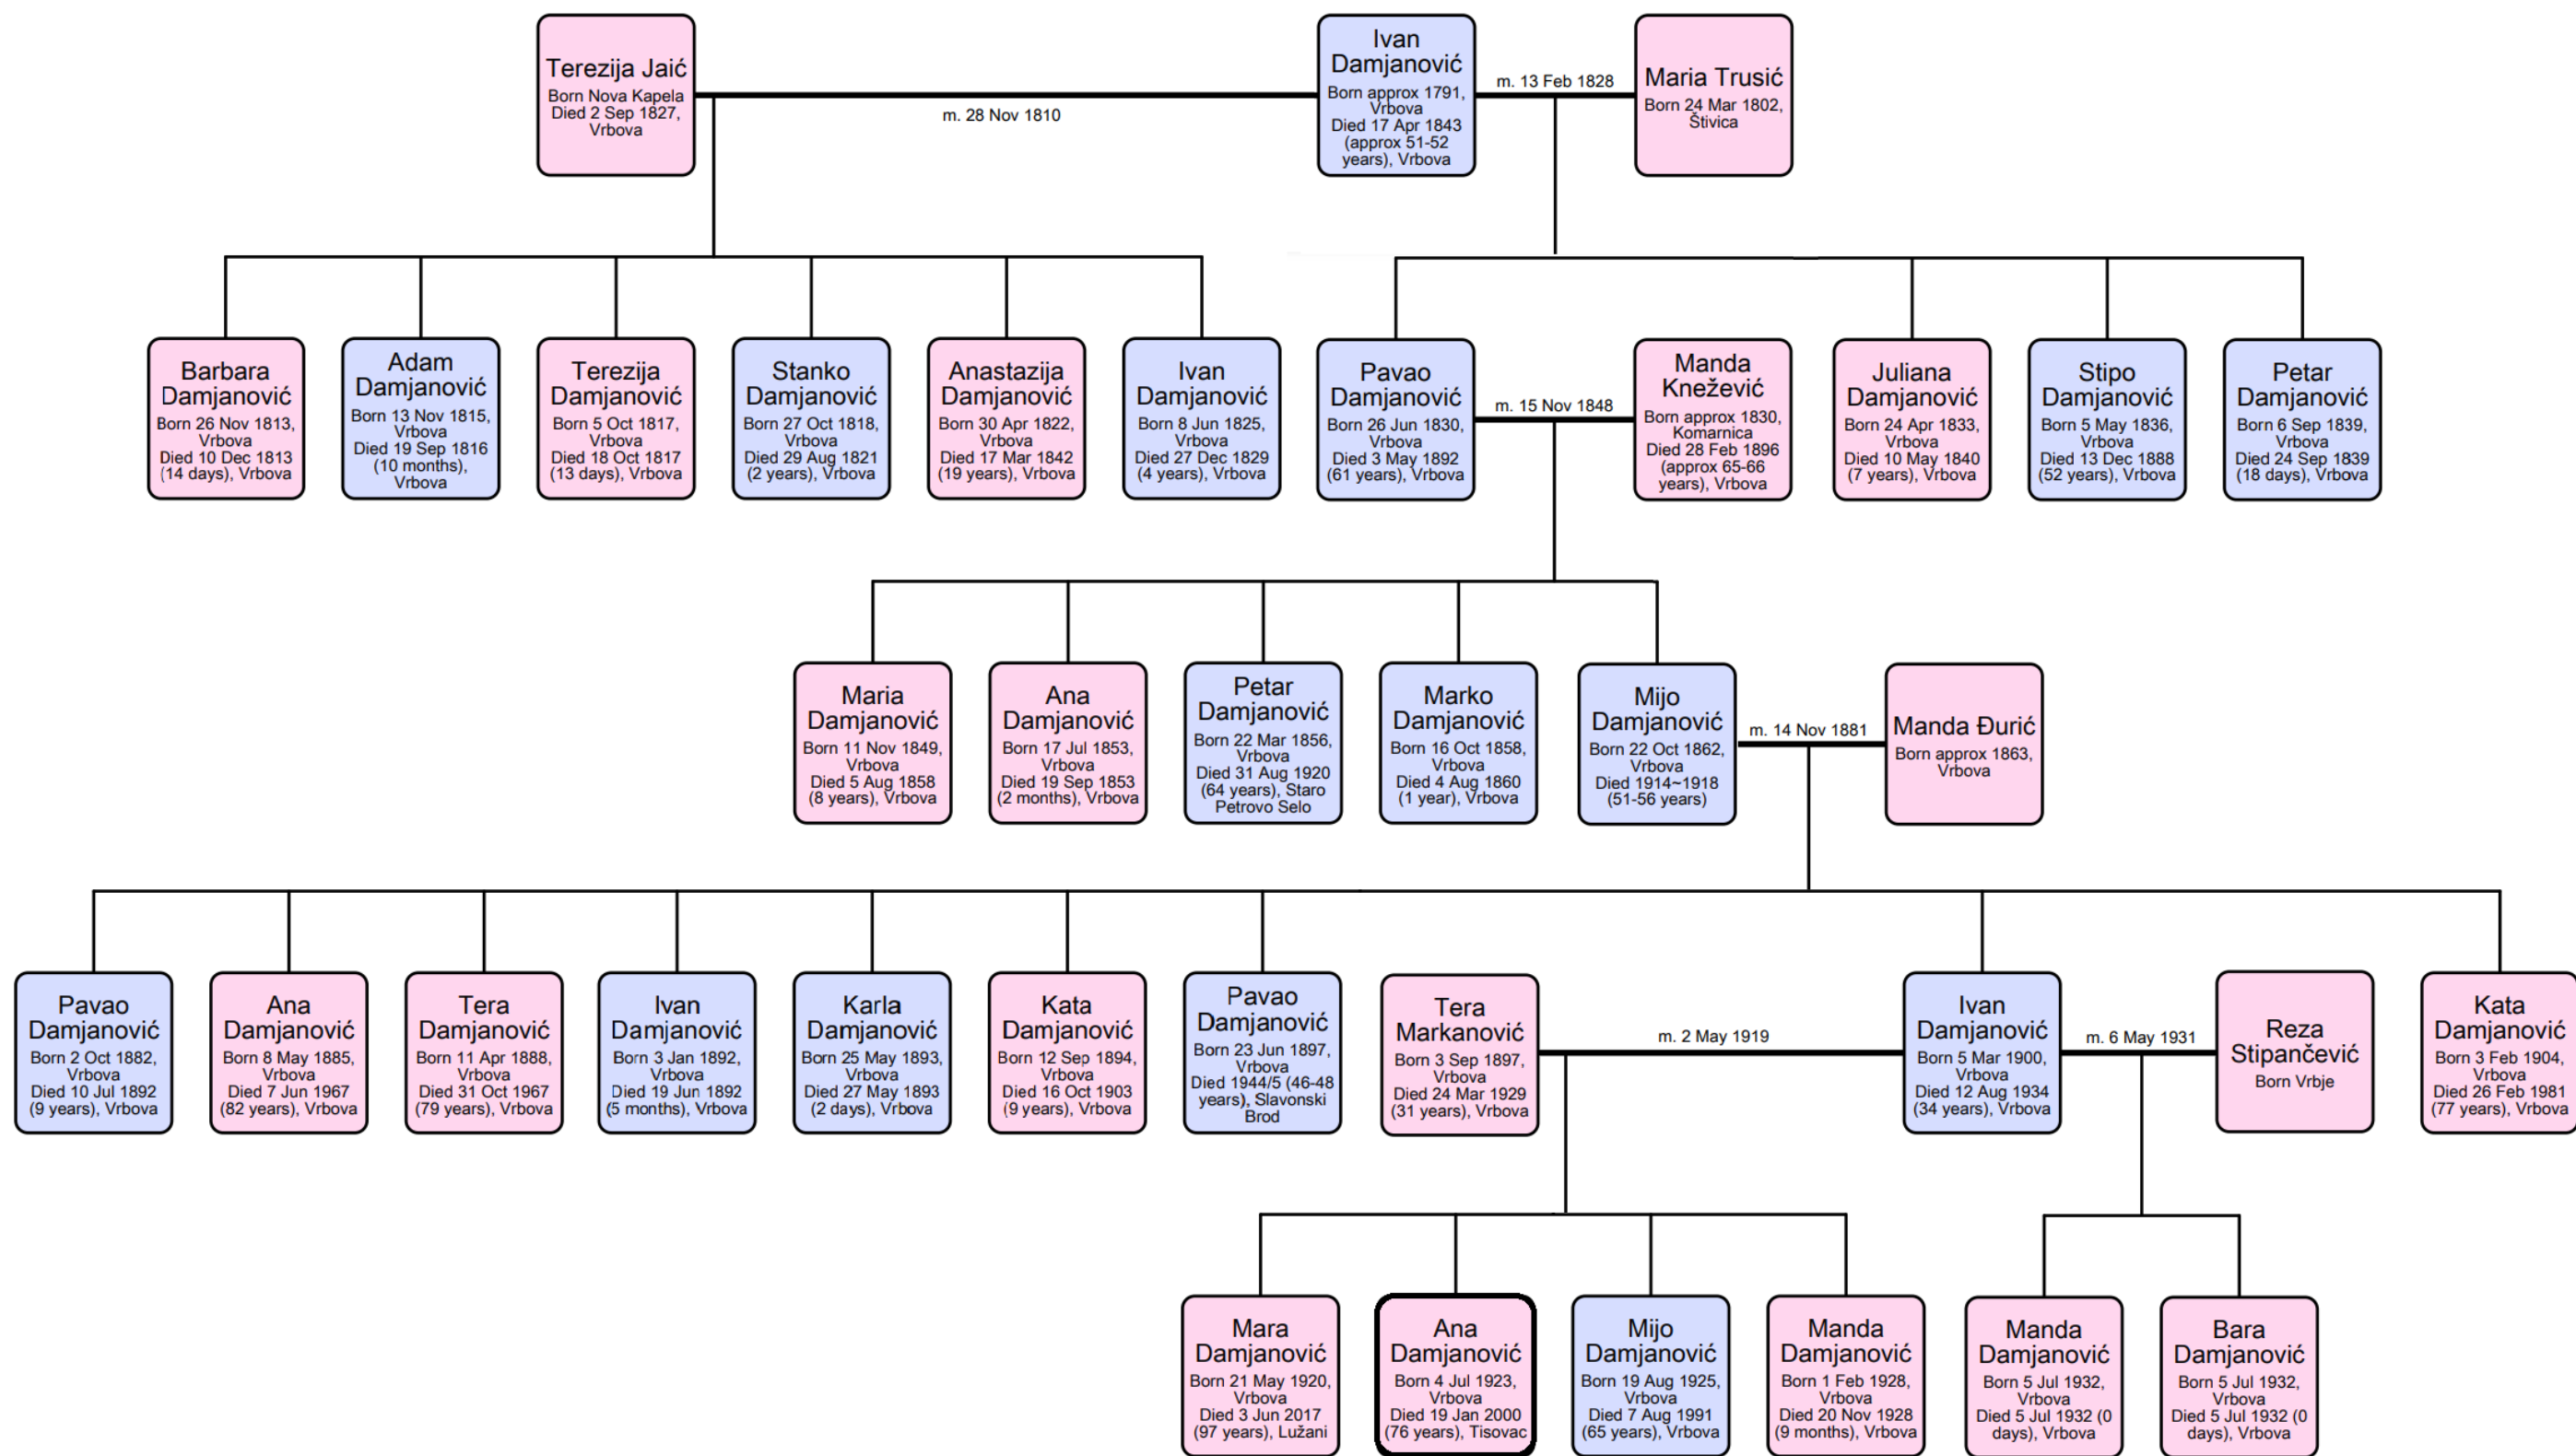 Terezija Jaić
Born Nova Kapela
Died 2 Sep 1827,
Vrbova
m. 28 Nov 1810
Ivan
Damjanović
Born approx 1791,
Vrbova
Died 17 Apr 1843
(approx 51-52
years), Vrbova
m. 13 Feb 1828
Maria Trusić
Born 24 Mar 1802,
Štivica
Barbara
Damjanović
Born 26 Nov 1813,
Vrbova
Died 10 Dec 1813
(14 days), Vrbova
Adam
Damjanović
Born 13 Nov 1815,
Vrbova
Died 19 Sep 1816
(10 months),
Vrbova
Terezija
Damjanović
Born 5 Oct 1817,
Vrbova
Died 18 Oct 1817
(13 days), Vrbova
Stanko
Damjanović
Born 27 Oct 1818,
Vrbova
Died 29 Aug 1821
(2 years), Vrbova
Anastazija
Damjanović
Born 30 Apr 1822,
Vrbova
Died 17 Mar 1842
(19 years), Vrbova
Ivan
Damjanović
Born 8 Jun 1825,
Vrbova
Died 27 Dec 1829
(4 years), Vrbova
Pavao
Damjanović
Born 26 Jun 1830,
Vrbova
Died 3 May 1892
(61 years), Vrbova
m. 15 Nov 1848
Manda
Knežević
Born approx 1830,
Komarnica
Died 28 Feb 1896
(approx 65-66
years), Vrbova
Juliana
Damjanović
Born 24 Apr 1833,
Vrbova
Died 10 May 1840
(7 years), Vrbova
Stipo
Damjanović
Born 5 May 1836,
Vrbova
Died 13 Dec 1888
(52 years), Vrbova
Petar
Damjanović
Born 6 Sep 1839,
Vrbova
Died 24 Sep 1839
(18 days), Vrbova
Maria
Damjanović
Born 11 Nov 1849,
Vrbova
Died 5 Aug 1858
(8 years), Vrbova
Ana
Damjanović
Born 17 Jul 1853,
Vrbova
Died 19 Sep 1853
(2 months), Vrbova
Petar
Damjanović
Born 22 Mar 1856,
Vrbova
Died 31 Aug 1920
(64 years), Staro
Petrovo Selo
Marko
Damjanović
Born 16 Oct 1858,
Vrbova
Died 4 Aug 1860
(1 year), Vrbova
Mijo
Damjanović
Born 22 Oct 1862,
Vrbova
Died 1914~1918
(51-56 years)
m. 14 Nov 1881
Manda Đurić
Born approx 1863,
Vrbova
Pavao
Damjanović
Born 2 Oct 1882,
Vrbova
Died 10 Jul 1892
(9 years), Vrbova
Ana
Damjanović
Born 8 May 1885,
Vrbova
Died 7 Jun 1967
(82 years), Vrbova
Tera
Damjanović
Born 11 Apr 1888,
Vrbova
Died 31 Oct 1967
(79 years), Vrbova
Ivan
Damjanović
Born 3 Jan 1892,
Vrbova
Died 19 Jun 1892
(5 months), Vrbova
Karla
Damjanović
Born 25 May 1893,
Vrbova
Died 27 May 1893
(2 days), Vrbova
Kata
Damjanović
Born 12 Sep 1894,
Vrbova
Died 16 Oct 1903
(9 years), Vrbova
Pavao
Damjanović
Born 23 Jun 1897,
Vrbova
Died 1944/5 (46-48
years), Slavonski
Brod
Tera
Markanović
Born 3 Sep 1897,
Vrbova
Died 24 Mar 1929
(31 years), Vrbova
m. 2 May 1919
Ivan
Damjanović
Born 5 Mar 1900,
Vrbova
Died 12 Aug 1934
(34 years), Vrbova
m. 6 May 1931
Reza
Stipančević
Born Vrbje
Kata
Damjanović
Born 3 Feb 1904,
Vrbova
Died 26 Feb 1981
(77 years), Vrbova
Mara
Damjanović
Born 21 May 1920,
Vrbova
Died 3 Jun 2017
(97 years), Lužani
Ana
Damjanović
Born 4 Jul 1923,
Vrbova
Died 19 Jan 2000
(76 years), Tisovac
Mijo
Damjanović
Born 19 Aug 1925,
Vrbova
Died 7 Aug 1991
(65 years), Vrbova
Manda
Damjanović
Born 1 Feb 1928,
Vrbova
Died 20 Nov 1928
(9 months), Vrbova
Manda
Damjanović
Born 5 Jul 1932,
Vrbova
Died 5 Jul 1932 (0
days), Vrbova
Bara
Damjanović
Born 5 Jul 1932,
Vrbova
Died 5 Jul 1932 (0
days), Vrbova